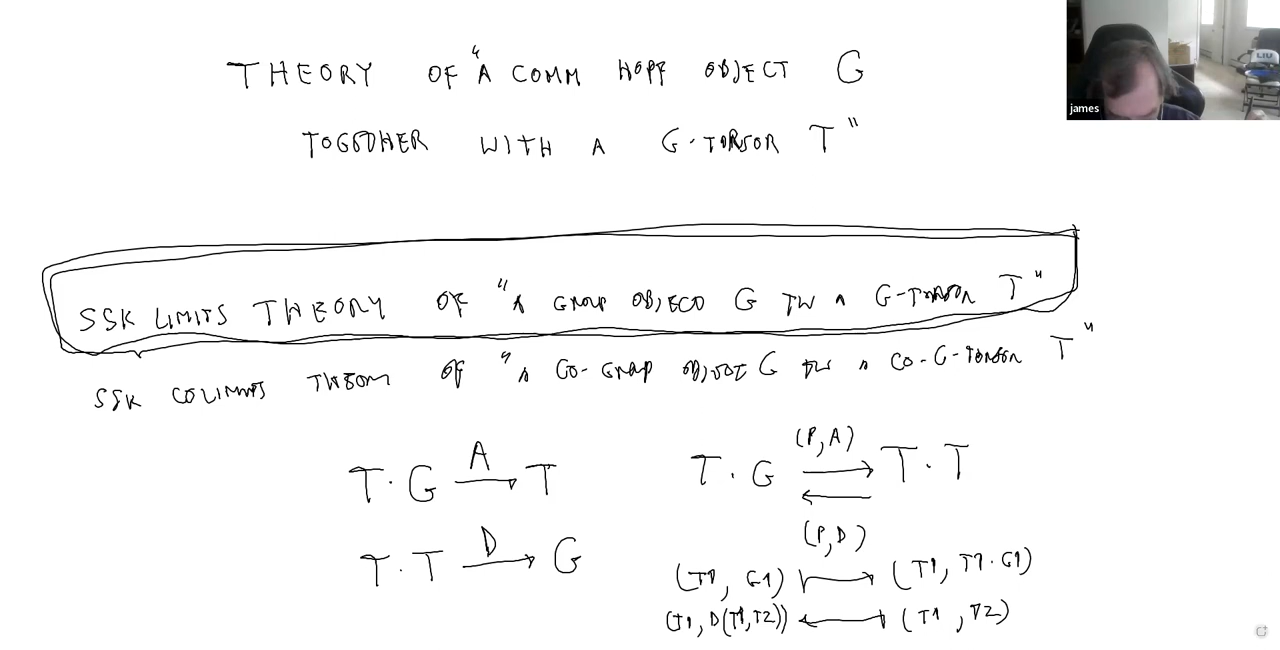 THEORY OF "A COMM HOPF OBJECT G
TOGETHER WITH A G-TORSOR T"
SSK LIMITS THEORY OF "A GROUP OBJECT G TW A G-TORSOR T"
SSK COLIMITS THEORY OF "A CO-GROUP OBJECT G TW A CO-G-TORSOR T"
T · G —A→ T
T · T —D→ G
T · G (P, A) ⇄ (P, D) T · T
(T1, G1) ↦ (T1, T1 · G1)
(T1, D(T1, T2)) ↤ (T1, T2)
james
LIU